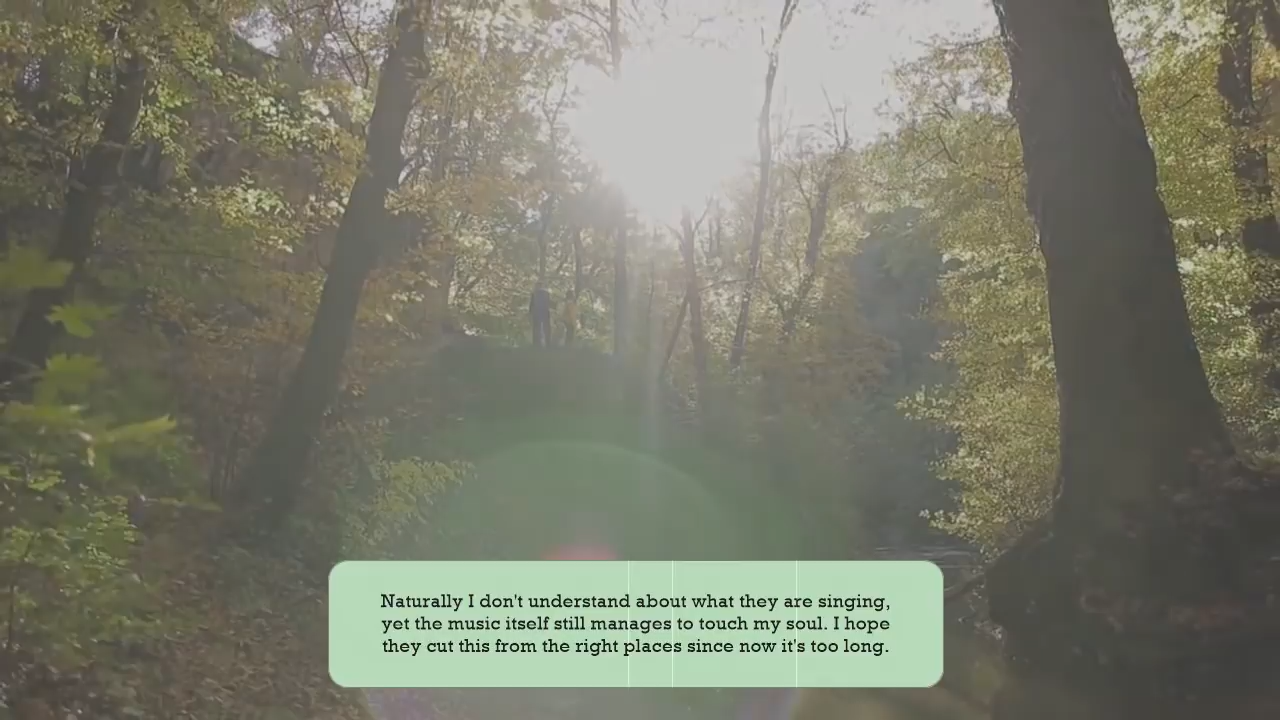 Naturally I don't understand about what they are singing,
yet the music itself still manages to touch my soul. I hope
they cut this from the right places since now it's too long.